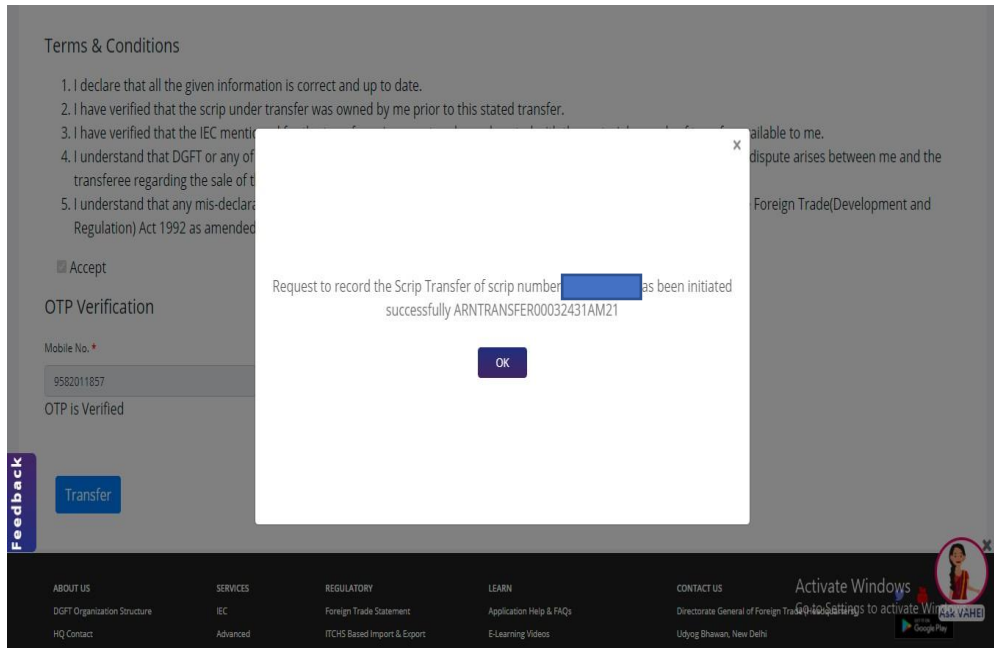 Terms & Conditions
1. I declare that all the given information is correct and up to date.
2. I have verified that the scrip under transfer was owned by me prior to this stated transfer.
3. I have verified that the IEC ailable to me.
4. I understand that DGFT or any of dispute arises between me and the
transferee regarding the sale of
5. I understand that any Foreign Trade(Development and
Regulation) Act 1992 as amended
Accept
X
Request to record the Scrip Transfer of scrip number as been initiated
successfully ARNTRANSFER00032431AM21
OK
OTP Verification
Mobile No. *
9582011857
OTP is Verified
Transfer
Feedback
x
ABOUT US SERVICES REGULATORY LEARN CONTACT US
DGFT Organization Structure IEC Foreign Trade Statement Application Help & FAQs Directorate General of Foreign
HQ Contact Advanced ITCHS Based Import & Export E-Learning Videos Udyog Bhawan, New Delhi
Activate Windows
Go to Settings to activate
ASK VAHEI
Google Play